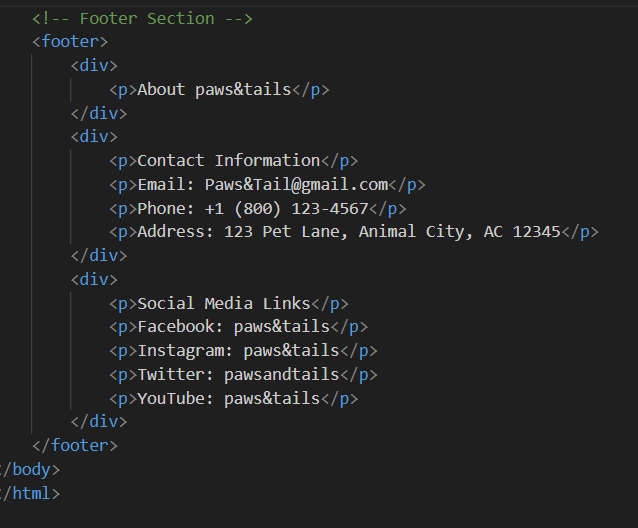 <!-- Footer Section -->
<footer>
<div>
<p>About paws&tails</p>
</div>
<div>
<p>Contact Information</p>
<p>Email: Paws&Tail@gmail.com</p>
<p>Phone: +1 (800) 123-4567</p>
<p>Address: 123 Pet Lane, Animal City, AC 12345</p>
</div>
<div>
<p>Social Media Links</p>
<p>Facebook: paws&tails</p>
<p>Instagram: paws&tails</p>
<p>Twitter: pawsandtails</p>
<p>YouTube: paws&tails</p>
</div>
</footer>
</body>
</html>